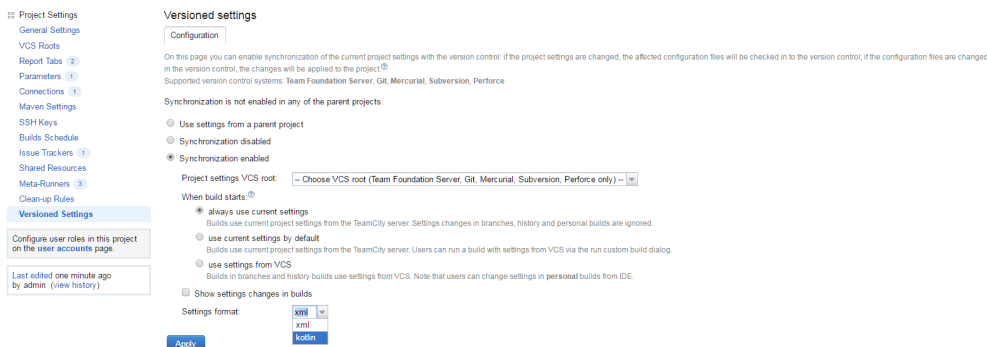 Project Settings
General Settings
VCS Roots
Report Tabs 2
Parameters 1
Connections 1
Maven Settings
SSH Keys
Builds Schedule
Issue Trackers 1
Shared Resources
Meta-Runners 3
Clean-up Rules
Versioned Settings
Configure user roles in this project
on the user accounts page.
Last edited one minute ago
by admin (view history)
Versioned settings
Configuration
On this page you can enable synchronization of the current project settings with the version control: if the project settings are changed, the affected configuration files will be checked in to the version control; if the configuration files are changed
in the version control, the changes will be applied to the project.
Supported version control systems: Team Foundation Server, Git, Mercurial, Subversion, Perforce.
Synchronization is not enabled in any of the parent projects.
Use settings from a parent project
Synchronization disabled
Synchronization enabled
Project settings VCS root: -- Choose VCS root (Team Foundation Server, Git, Mercurial, Subversion, Perforce only) --
When build starts:
always use current settings
Builds use current project settings from the TeamCity server. Settings changes in branches, history and personal builds are ignored.
use current settings by default
Builds use current project settings from the TeamCity server. Users can run a build with settings from VCS via the run custom build dialog.
use settings from VCS
Builds in branches and history builds use settings from VCS. Note that users can change settings in personal builds from IDE.
Show settings changes in builds
Settings format: xml
xml
kotlin
Apply